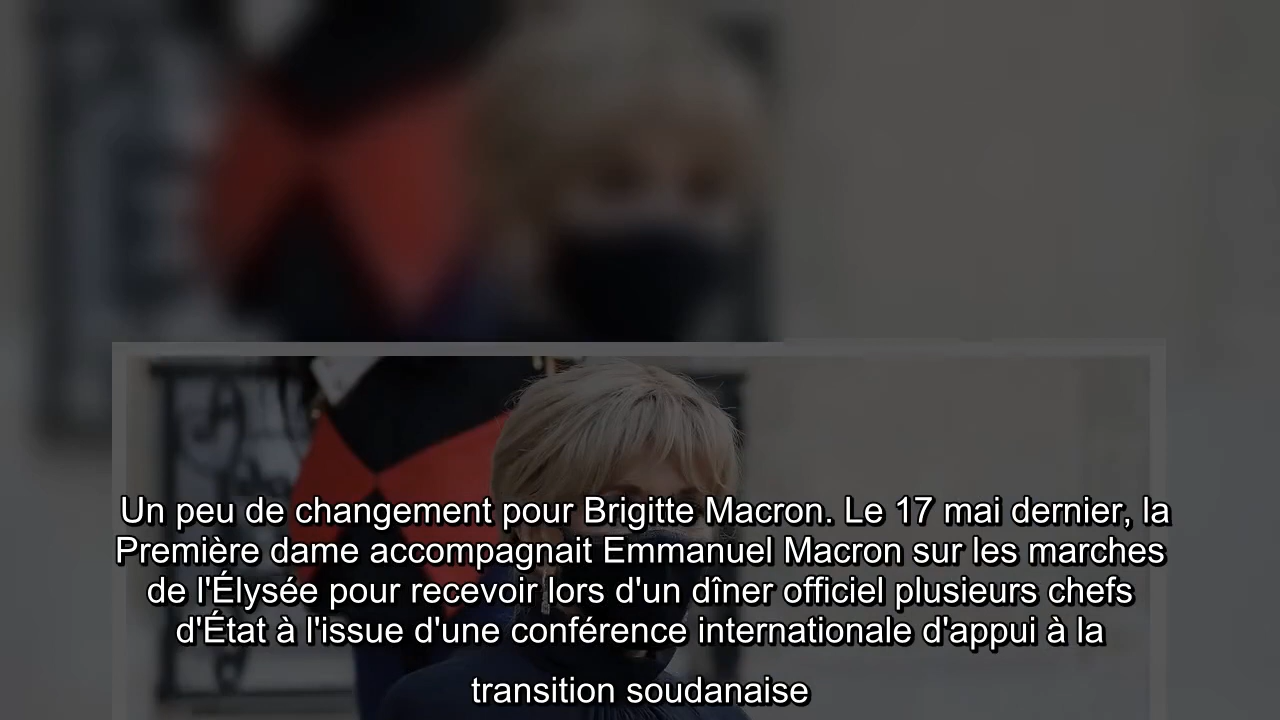 Un peu de changement pour Brigitte Macron. Le 17 mai dernier, la
Première dame accompagnait Emmanuel Macron sur les marches
de l'Élysée pour recevoir lors d'un dîner officiel plusieurs chefs
d'État à l'issue d'une conférence internationale d'appui à la
transition soudanaise